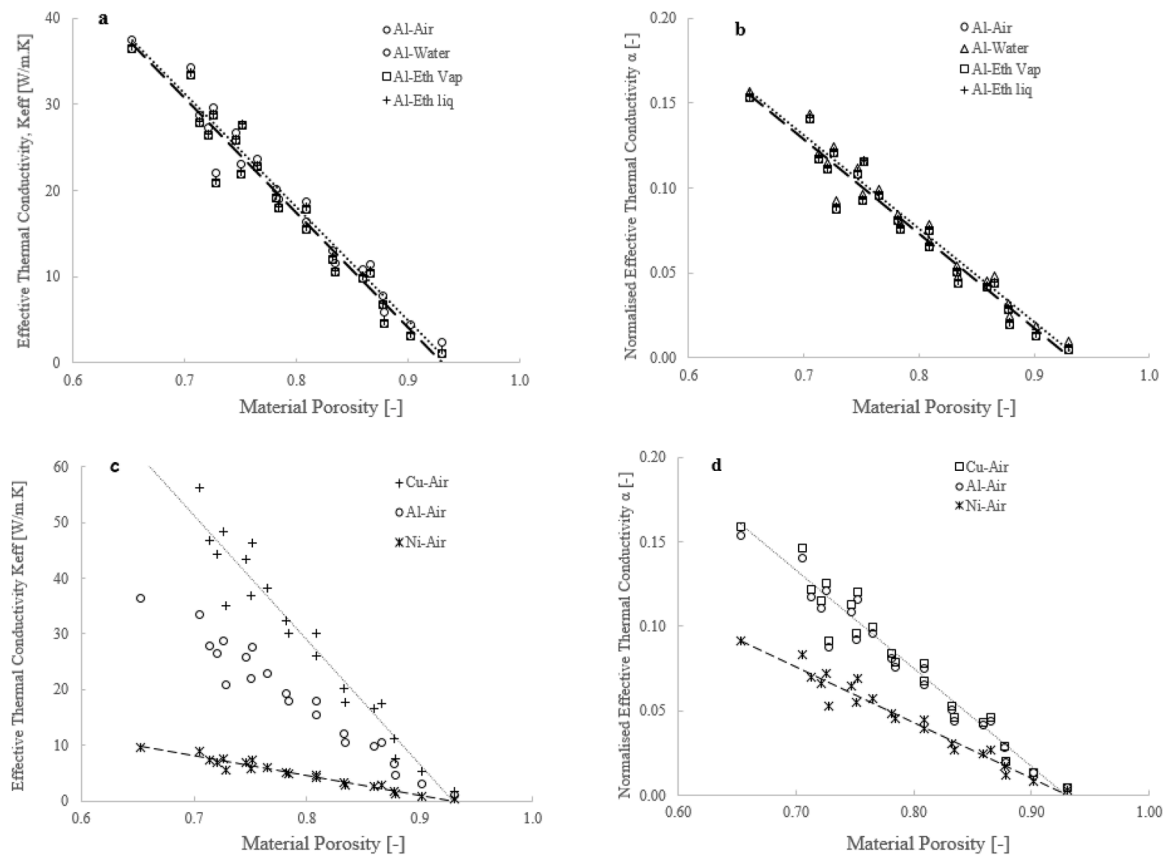 a
Al-Air
Al-Water
Al-Eth Vap
Al-Eth liq
Effective Thermal Conductivity, Keff [W/m.K]
40
30
20
10
0
0.6 0.7 0.8 0.9 1.0
Material Porosity [-]
b
Al-Air
Al-Water
Al-Eth Vap
Al-Eth liq
Normalised Effective Thermal Conductivity α [-]
0.20
0.15
0.10
0.05
0.00
0.6 0.7 0.8 0.9 1.0
Material Porosity [-]
c
Cu-Air
Al-Air
Ni-Air
Effective Thermal Conductivity Keff [W/m.K]
60
50
40
30
20
10
0
0.6 0.7 0.8 0.9 1.0
Material Porosity [-]
d
Cu-Air
Al-Air
Ni-Air
Normalised Effective Thermal Conductivity α [-]
0.20
0.15
0.10
0.05
0.00
0.60 0.70 0.80 0.90 1.00
Material Porosity [-]